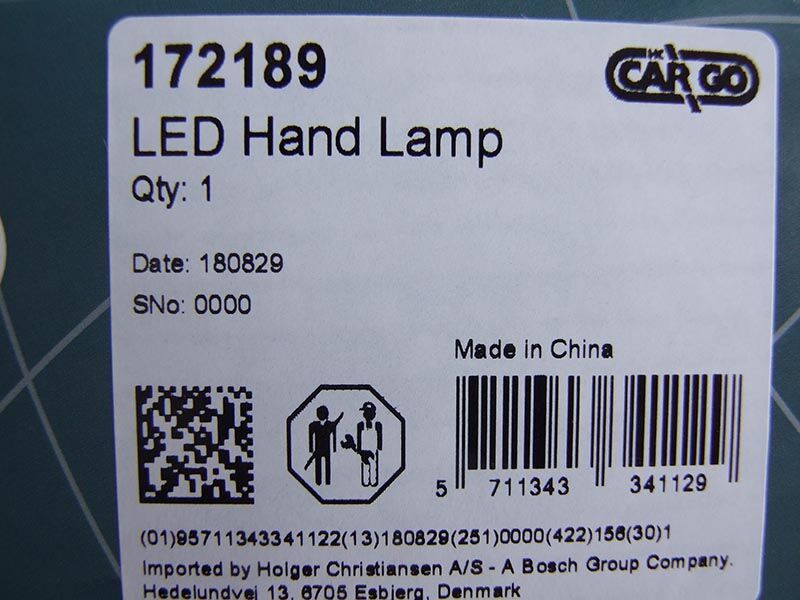 172189
HC
CARGO
LED Hand Lamp
Qty: 1
Date: 180829
SNo: 0000
Made in China
5 711343 341129
(01)95711343341122(13)180829(251)0000(422)156(30)1
Imported by Holger Christiansen A/S - A Bosch Group Company.
Hedelundvej 13, 6705 Esbjerg, Denmark